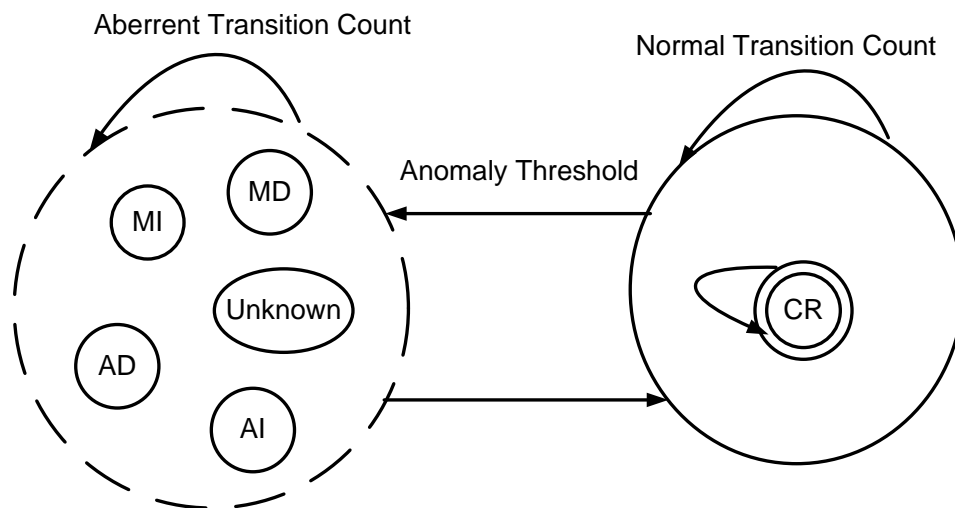 Aberrent Transition Count
Normal Transition Count
Anomaly Threshold
MD
MI
Unknown
CR
AD
AI